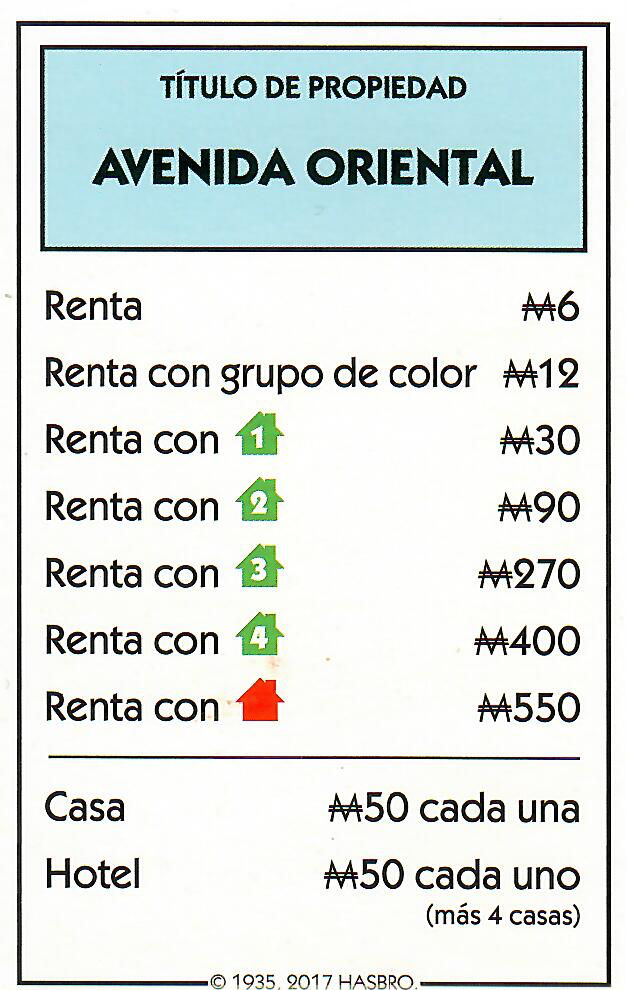 TÍTULO DE PROPIEDAD
AVENIDA ORIENTAL
Renta M6
Renta con grupo de color M12
Renta con 1 M30
Renta con 2 M90
Renta con 3 M270
Renta con 4 M400
Renta con M550
Casa M50 cada una
Hotel M50 cada uno
(más 4 casas)
© 1935, 2017 HASBRO.